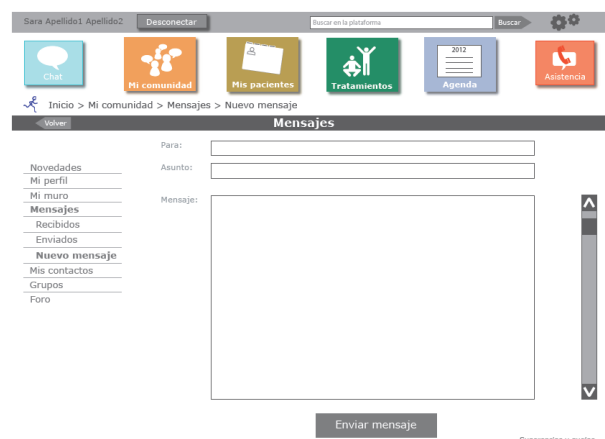 Sara Apellido1 Apellido2
Desconectar
Buscar en la plataforma
Buscar
Chat
Mi comunidad
Mis pacientes
Tratamientos
2012
Agenda
Asistencia
Inicio > Mi comunidad > Mensajes > Nuevo mensaje
Volver
Mensajes
Para:
Asunto:
Mensaje:
Novedades
Mi perfil
Mi muro
Mensajes
Recibidos
Enviados
Nuevo mensaje
Mis contactos
Grupos
Foro
Enviar mensaje